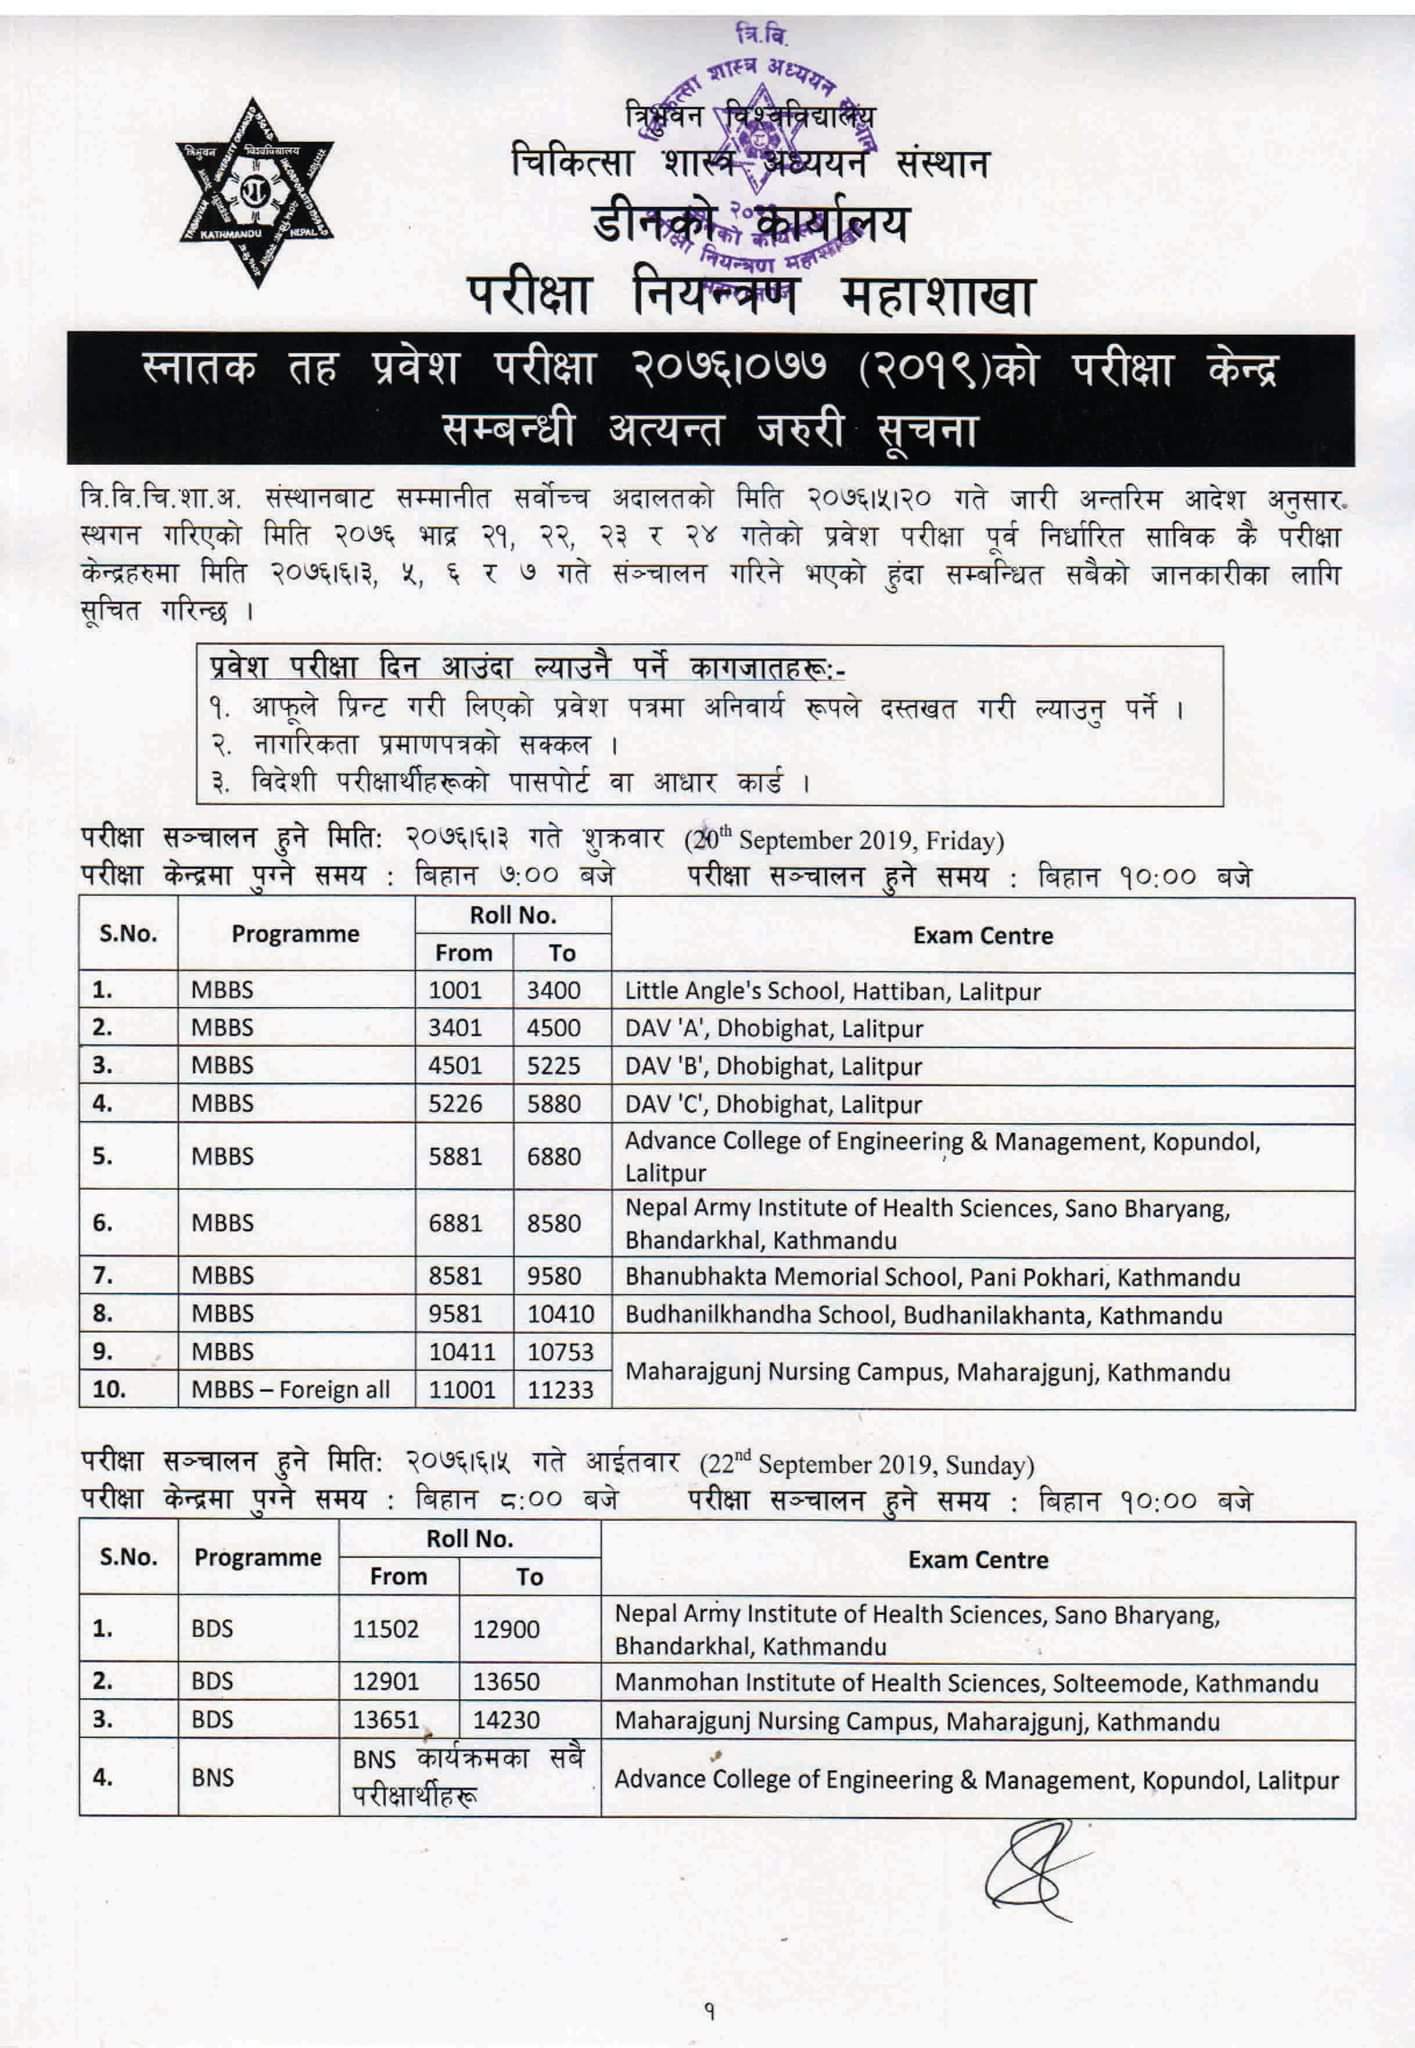 त्रि.वि.
चिकित्सा शास्त्र अध्ययन संस्थान
त्रिभुवन विश्वविद्यालय
चिकित्सा शास्त्र अध्ययन संस्थान
डीनको कार्यालय
परीक्षा नियन्त्रण महाशाखा
त्रिभुवन विश्वविद्यालय
KATHMANDU NEPAL
स्नातक तह प्रवेश परीक्षा २०७६।०७७ (२०१९)को परीक्षा केन्द्र
सम्बन्धी अत्यन्त जरुरी सूचना
त्रि.वि.चि.शा.अ. संस्थानबाट सम्मानीत सर्वोच्च अदालतको मिति २०७६।५।२० गते जारी अन्तरिम आदेश अनुसार
स्थगन गरिएको मिति २०७६ भाद्र २१, २२, २३ र २४ गतेको प्रवेश परीक्षा पूर्व निर्धारित साविक कै परीक्षा
केन्द्रहरुमा मिति २०७६।६।३, ५, ६ र ७ गते संञ्चालन गरिने भएको हुंदा सम्बन्धित सबैको जानकारीका लागि
सूचित गरिन्छ ।
प्रवेश परीक्षा दिन आउंदा ल्याउनै पर्ने कागजातहरू:-
१. आफूले प्रिन्ट गरी लिएको प्रवेश पत्रमा अनिवार्य रूपले दस्तखत गरी ल्याउनु पर्ने ।
२. नागरिकता प्रमाणपत्रको सक्कल ।
३. विदेशी परीक्षार्थीहरूको पासपोर्ट वा आधार कार्ड ।
परीक्षा सञ्चालन हुने मिति: २०७६।६।३ गते शुक्रवार (20th September 2019, Friday)
परीक्षा केन्द्रमा पुग्ने समय : बिहान ७:०० बजे परीक्षा सञ्चालन हुने समय : बिहान १०:०० बजे
S.No. Programme Roll No. Exam Centre
From To
1. MBBS 1001 3400 Little Angle's School, Hattiban, Lalitpur
2. MBBS 3401 4500 DAV 'A', Dhobighat, Lalitpur
3. MBBS 4501 5225 DAV 'B', Dhobighat, Lalitpur
4. MBBS 5226 5880 DAV 'C', Dhobighat, Lalitpur
5. MBBS 5881 6880 Advance College of Engineering & Management, Kopundol,
Lalitpur
6. MBBS 6881 8580 Nepal Army Institute of Health Sciences, Sano Bharyang,
Bhandarkhal, Kathmandu
7. MBBS 8581 9580 Bhanubhakta Memorial School, Pani Pokhari, Kathmandu
8. MBBS 9581 10410 Budhanilkhandha School, Budhanilakhanta, Kathmandu
9. MBBS 10411 10753 Maharajgunj Nursing Campus, Maharajgunj, Kathmandu
10. MBBS – Foreign all 11001 11233
परीक्षा सञ्चालन हुने मिति: २०७६।६।५ गते आईतवार (22nd September 2019, Sunday)
परीक्षा केन्द्रमा पुग्ने समय : बिहान ८:०० बजे परीक्षा सञ्चालन हुने समय : बिहान १०:०० बजे
S.No. Programme Roll No. Exam Centre
From To
1. BDS 11502 12900 Nepal Army Institute of Health Sciences, Sano Bharyang,
Bhandarkhal, Kathmandu
2. BDS 12901 13650 Manmohan Institute of Health Sciences, Solteemode, Kathmandu
3. BDS 13651 14230 Maharajgunj Nursing Campus, Maharajgunj, Kathmandu
4. BNS BNS कार्यक्रमका सबै
परीक्षार्थीहरू Advance College of Engineering & Management, Kopundol, Lalitpur
१